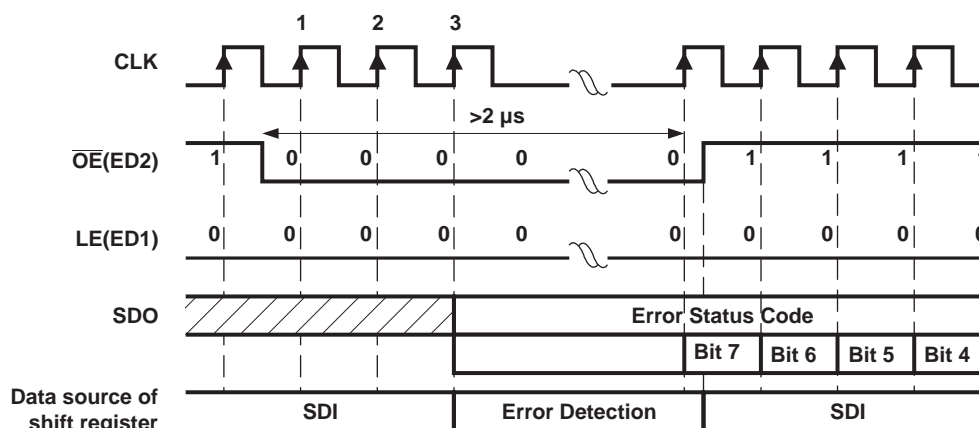 1 2 3
CLK
>2 µs
OE(ED2)
1 0 0 0 0 0 1 1 1
LE(ED1)
0 0 0 0 0 0 0 0 0 0
SDO
Error Status Code
Bit 7 Bit 6 Bit 5 Bit 4
Data source of
shift register
SDI Error Detection SDI